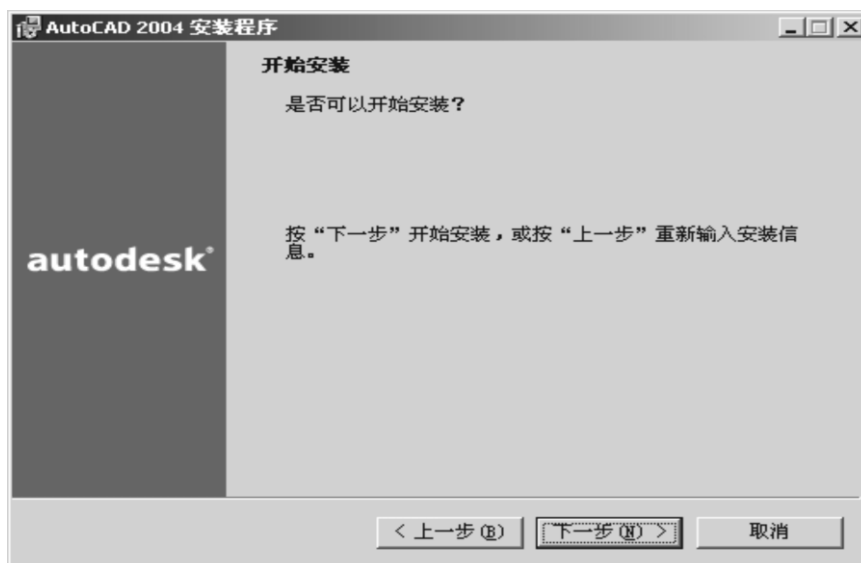 AutoCAD 2004 安装程序
开始安装
是否可以开始安装?
按“下一步”开始安装,或按“上一步”重新输入安装信
息。
autodesk®
< 上一步(B)
下一步(N) >
取消